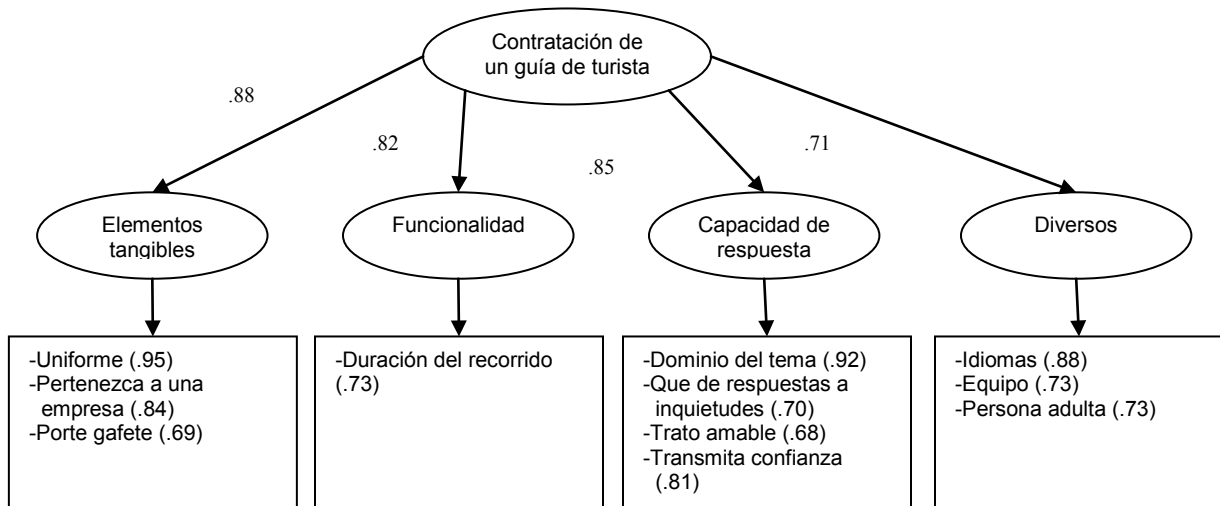 Contratación de
un guía de turista
.88
.82
.85
.71
Elementos
tangibles
Funcionalidad
Capacidad de
respuesta
Diversos
-Uniforme (.95)
-Pertenezca a una
empresa (.84)
-Porte gafete (.69)
-Duración del recorrido
(.73)
-Dominio del tema (.92)
-Que de respuestas a
inquietudes (.70)
-Trato amable (.68)
-Transmita confianza
(.81)
-Idiomas (.88)
-Equipo (.73)
-Persona adulta (.73)